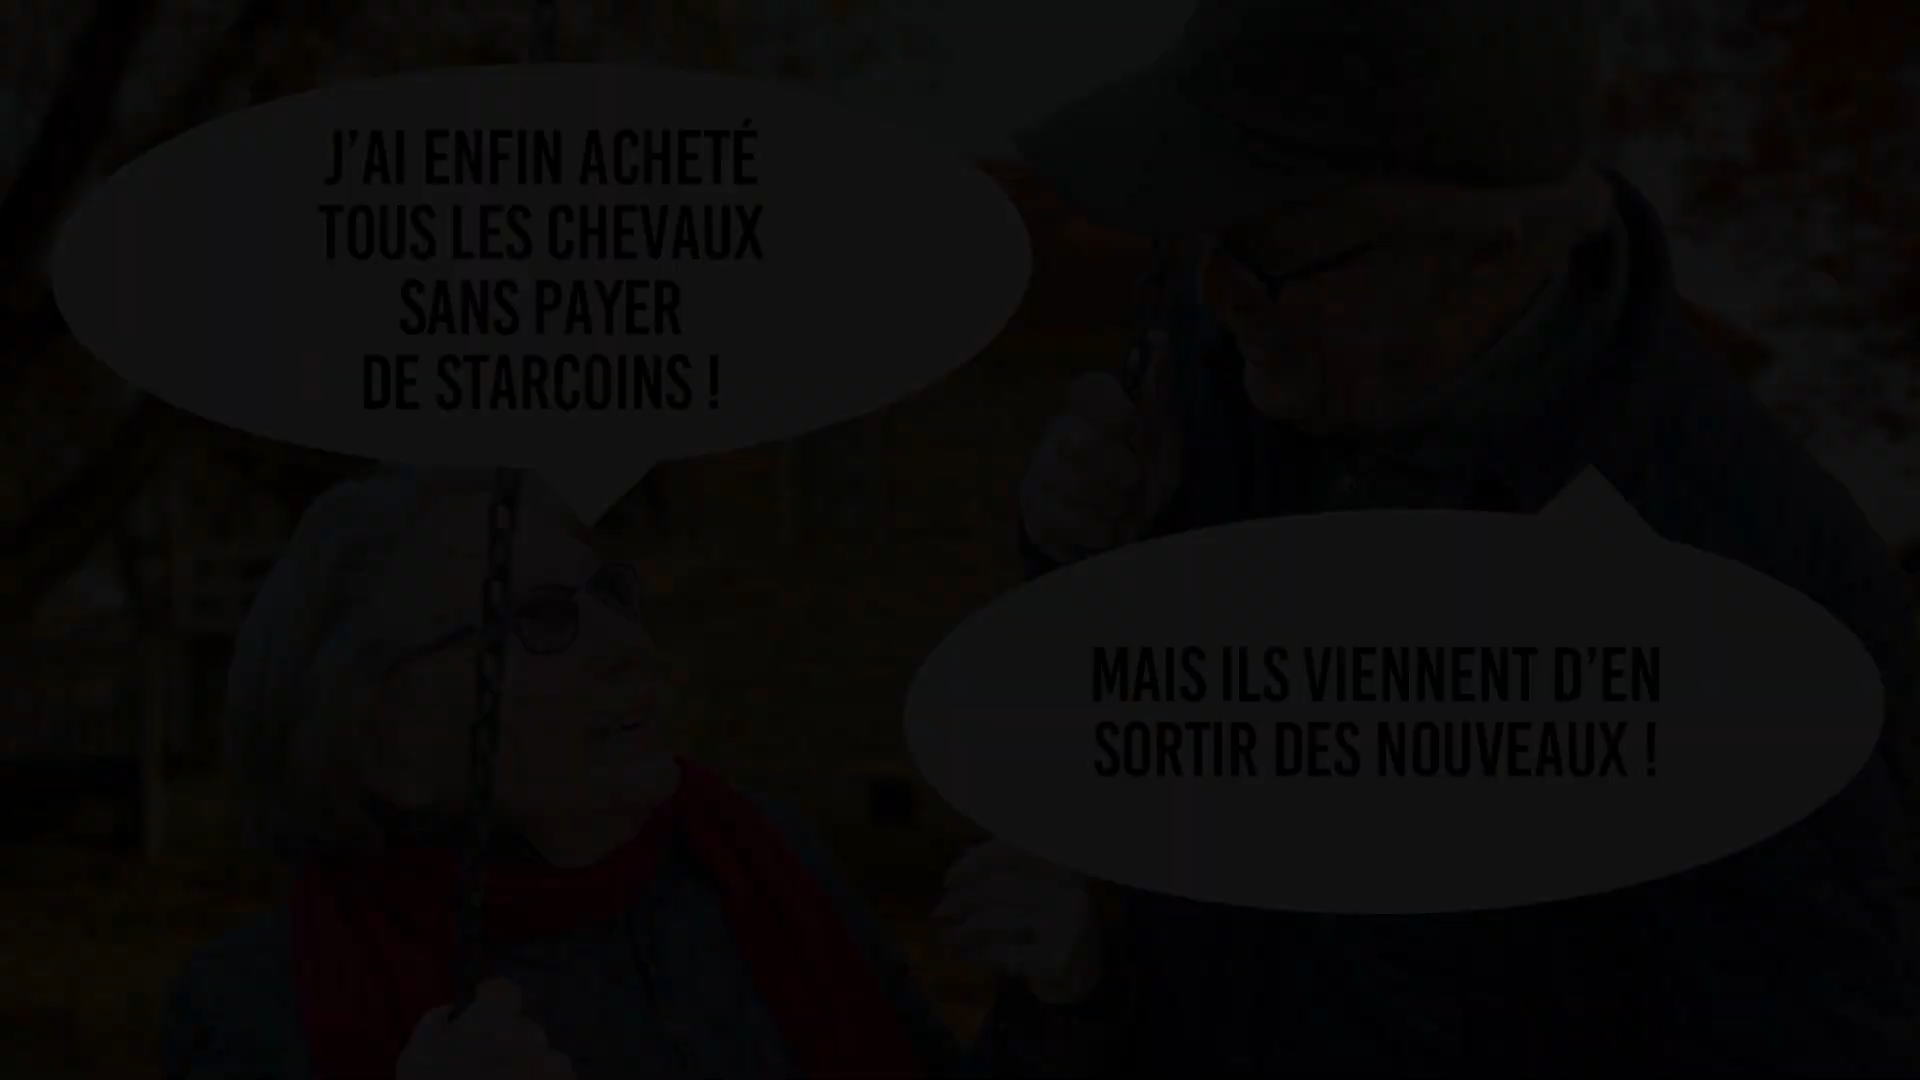 J’AI ENFIN ACHETÉ
TOUS LES CHEVAUX
SANS PAYER
DE STARCOINS !
MAIS ILS VIENNENT D’EN
SORTIR DES NOUVEAUX !